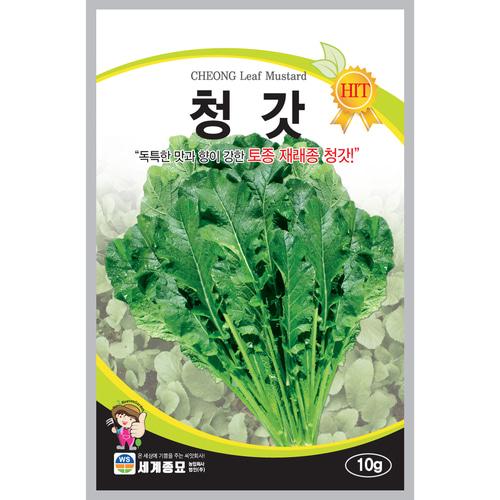 CHEONG Leaf Mustard
HIT
청 갓
"독특한 맛과 향이 강한 토종 재래종 청갓!"
WS
온 세상에 기쁨을 주는 씨앗회사!
세계종묘 농업회사법인(주)
10g